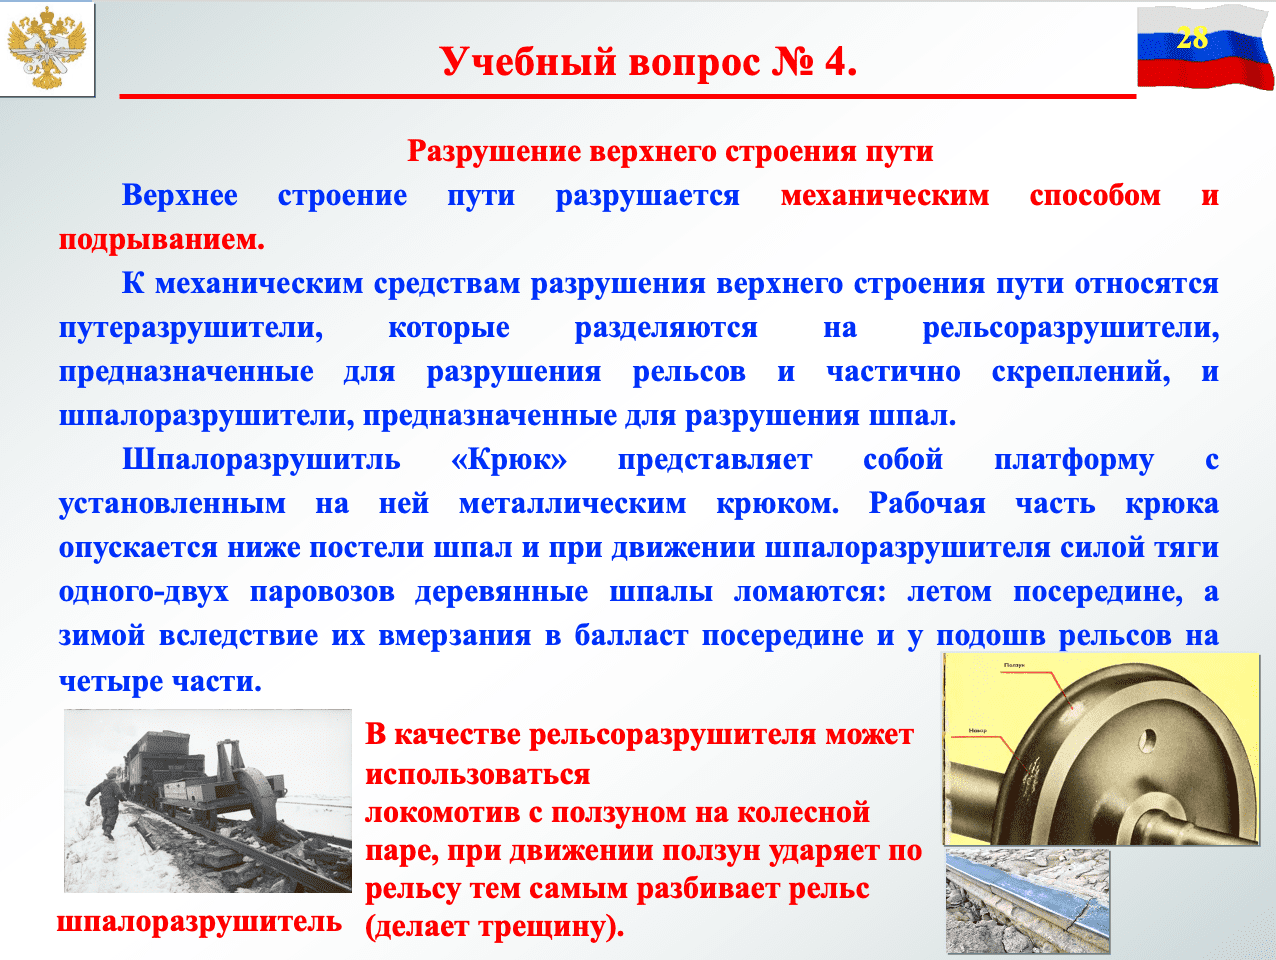 28
Учебный вопрос № 4.
Разрушение верхнего строения пути
Верхнее строение пути разрушается механическим способом и
подрыванием.
К механическим средствам разрушения верхнего строения пути относятся
путеразрушители, которые разделяются на рельсоразрушители,
предназначенные для разрушения рельсов и частично скреплений, и
шпалоразрушители, предназначенные для разрушения шпал.
Шпалоразрушитль «Крюк» представляет собой платформу с
установленным на ней металлическим крюком. Рабочая часть крюка
опускается ниже постели шпал и при движении шпалоразрушителя силой тяги
одного-двух паровозов деревянные шпалы ломаются: летом посередине, а
зимой вследствие их вмерзания в балласт посередине и у подошв рельсов на
четыре части.
В качестве рельсоразрушителя может
использоваться
локомотив с ползуном на колесной
паре, при движении ползун ударяет по
рельсу тем самым разбивает рельс
(делает трещину).
шпалоразрушитель
Ползун